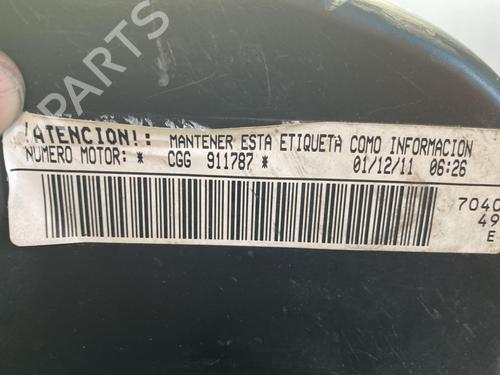 PARTS
!ATENCION!: MANTENER ESTA ETIQUETA COMO INFORMACION
NUMERO MOTOR: * CGG 911787 * 01/12/11 06:26
7040
49
E